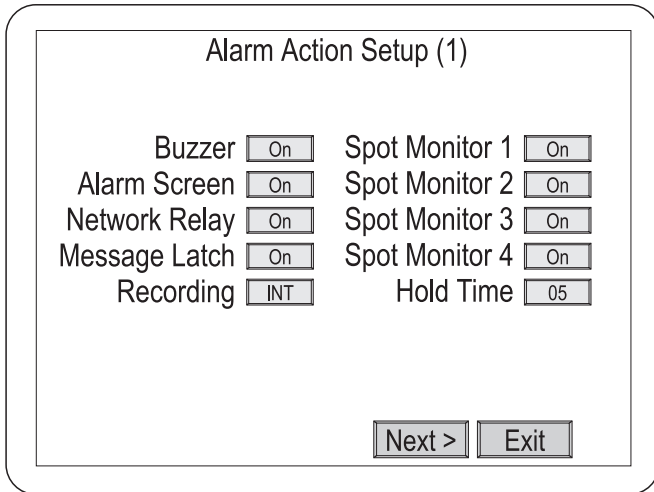 Alarm Action Setup (1)
Buzzer On Spot Monitor 1 On
Alarm Screen On Spot Monitor 2 On
Network Relay On Spot Monitor 3 On
Message Latch On Spot Monitor 4 On
Recording INT Hold Time 05
Next > Exit